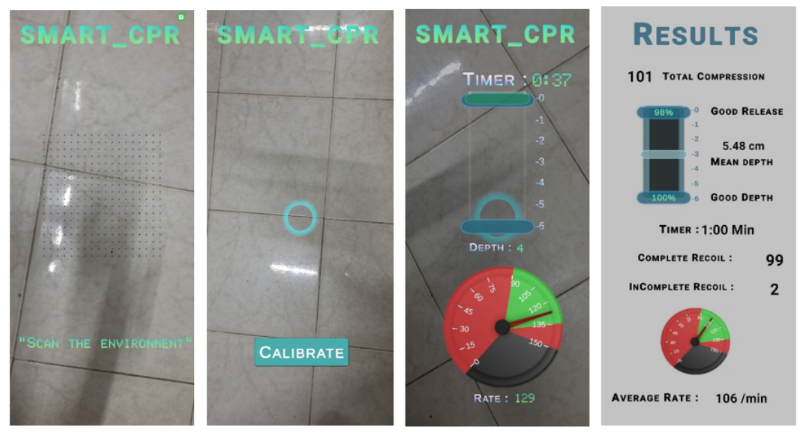 SMART_CPR
"SCAN THE ENVIRONMENT"
SMART_CPR
CALIBRATE
SMART_CPR
TIMER : 0:37
-0
-1
-2
-3
-4
-5
-6
DEPTH : 4
0
15
30
45
60
75
90
105
120
135
150
RATE : 129
RESULTS
101 TOTAL COMPRESSION
98%
-0
-1
-2
-3
-4
-5
-6
GOOD RELEASE
5.48 cm
MEAN DEPTH
100%
GOOD DEPTH
TIMER : 1:00 Min
COMPLETE RECOIL : 99
INCOMPLETE RECOIL : 2
AVERAGE RATE : 106 /min